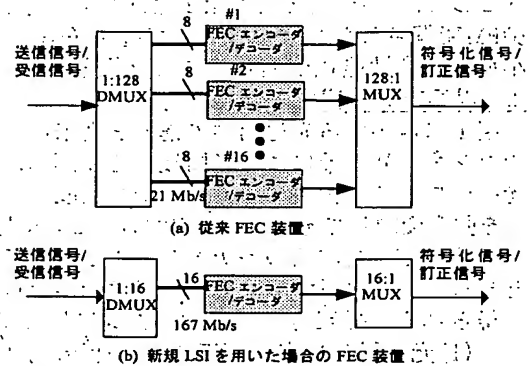 送信信号/
受信信号
1:128
DMUX
8
#1
FEC エンコーダ
/デコーダ
8
#2
FEC エンコーダ
/デコーダ
8
#16
21 Mb/s
FEC エンコーダ
/デコーダ
128:1
MUX
符号化信号/
訂正信号
(a) 従来 FEC 装置
送信信号/
受信信号
1:16
DMUX
16
167 Mb/s
FEC エンコーダ
/デコーダ
16:1
MUX
符号化信号/
訂正信号
(b) 新規 LSI を用いた場合の FEC 装置